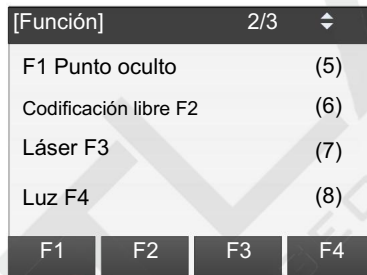 [Función] 2/3
F1 Punto oculto (5)
Codificación libre F2 (6)
Láser F3 (7)
Luz F4 (8)
F1 F2 F3 F4